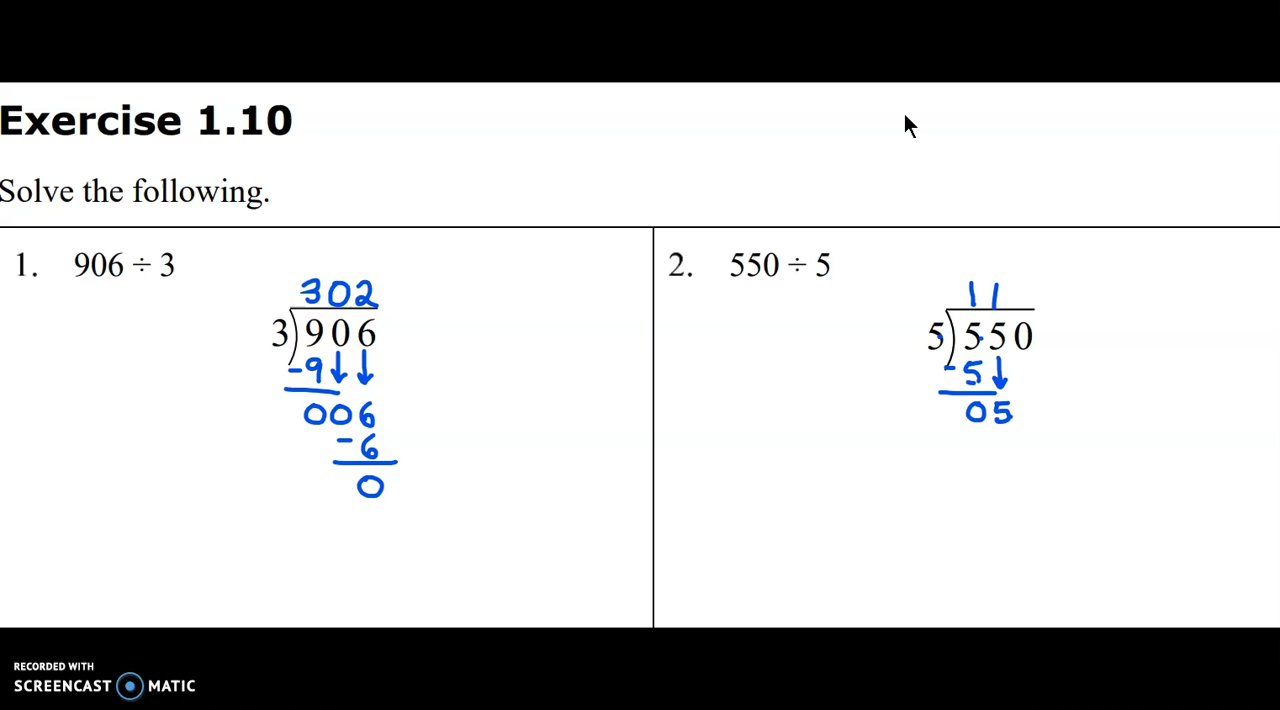 Exercise 1.10
Solve the following.
1. 906 ÷ 3
302
3)906
-9↓↓
006
-6
0
2. 550 ÷ 5
11
5)550
-5↓
05
RECORDED WITH
SCREENCAST MATIC